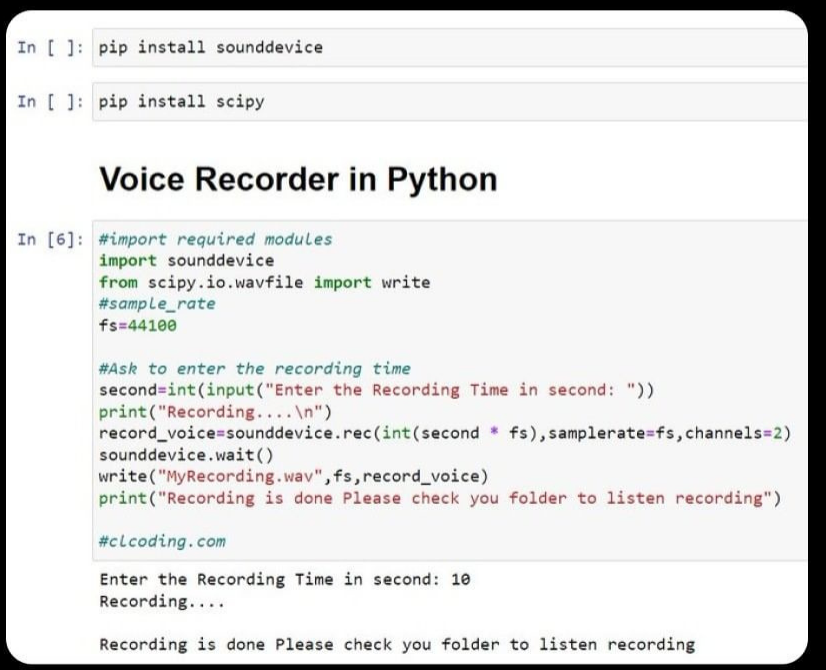 In [ ]: pip install sounddevice
In [ ]: pip install scipy
Voice Recorder in Python
In [6]: #import required modules
import sounddevice
from scipy.io.wavfile import write
#sample_rate
fs=44100
#Ask to enter the recording time
second=int(input("Enter the Recording Time in second: "))
print("Recording....\n")
record_voice=sounddevice.rec(int(second * fs),samplerate=fs,channels=2)
sounddevice.wait()
write("MyRecording.wav",fs,record_voice)
print("Recording is done Please check you folder to listen recording")
#clcoding.com
Enter the Recording Time in second: 10
Recording....
Recording is done Please check you folder to listen recording